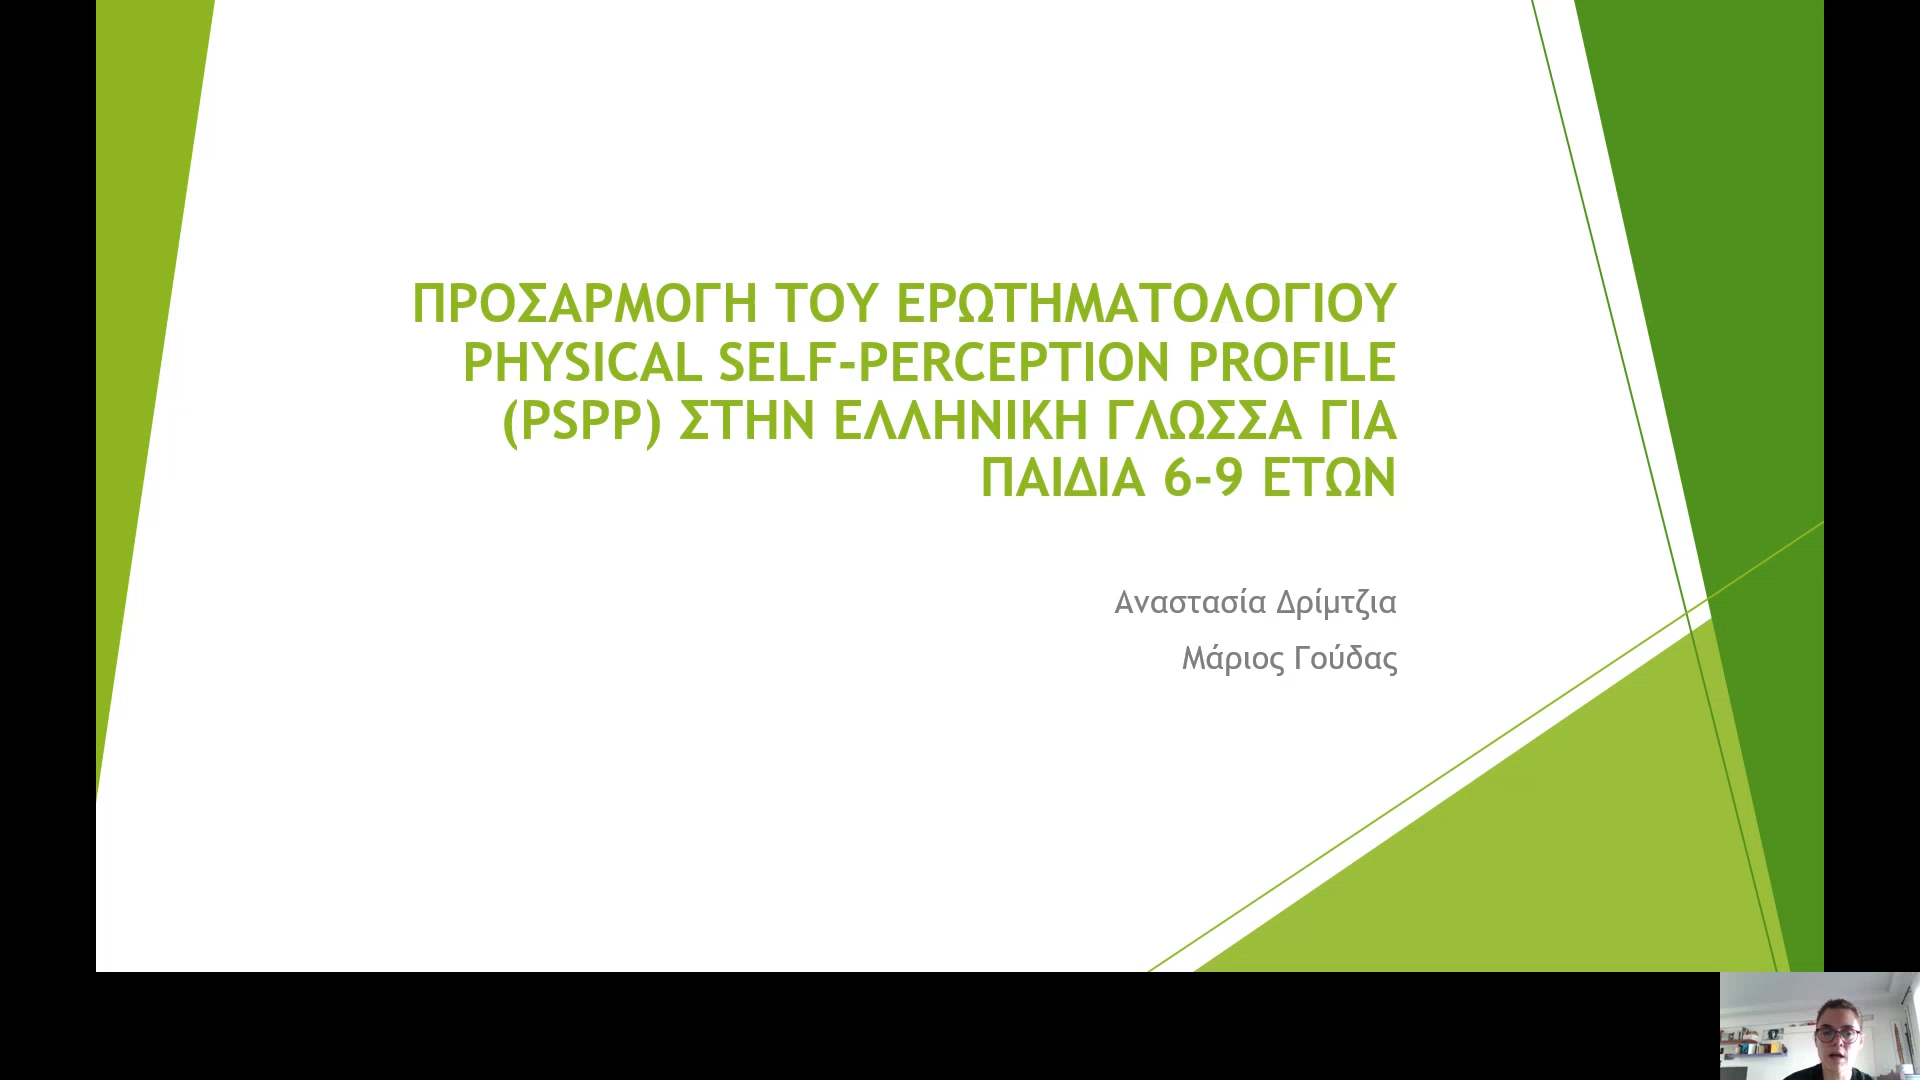 ΠΡΟΣΑΡΜΟΓΗ ΤΟΥ ΕΡΩΤΗΜΑΤΟΛΟΓΙΟΥ
PHYSICAL SELF-PERCEPTION PROFILE
(PSPP) ΣΤΗΝ ΕΛΛΗΝΙΚΗ ΓΛΩΣΣΑ ΓΙΑ
ΠΑΙΔΙΑ 6-9 ΕΤΩΝ
Αναστασία Δρίμτζια
Μάριος Γούδας